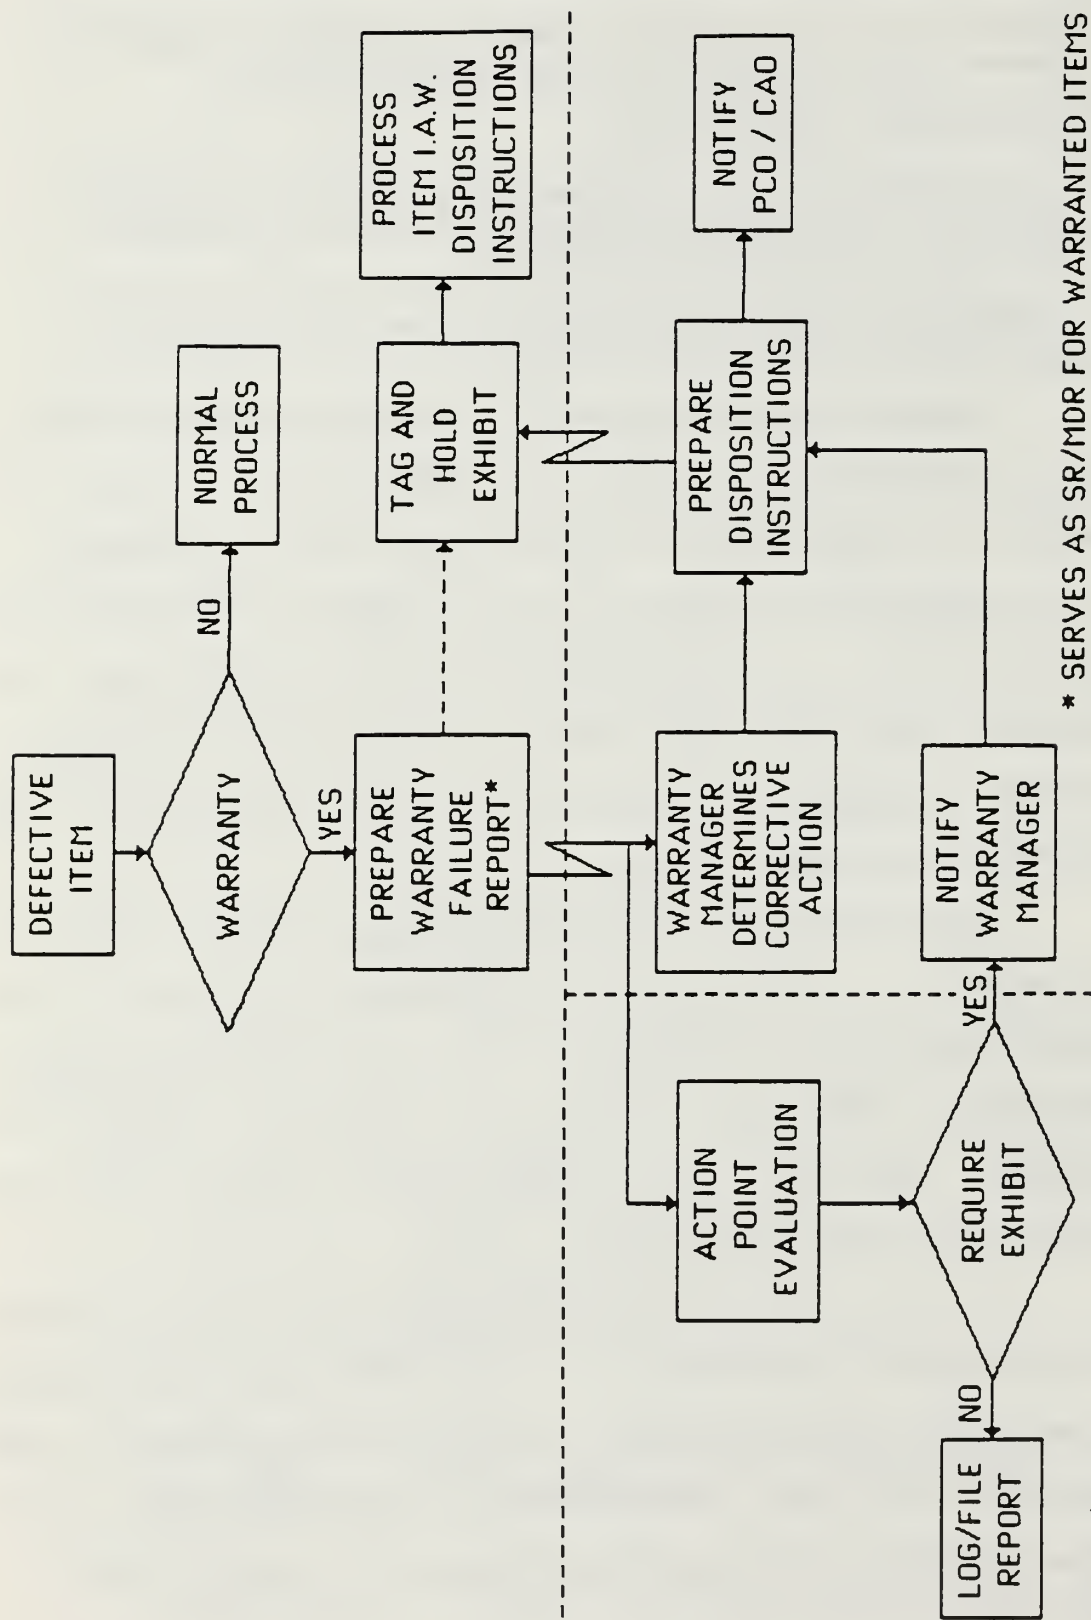 DEFECTIVE
ITEM
WARRANTY
NO
NORMAL
PROCESS
YES
PREPARE
WARRANTY
FAILURE
REPORT*
TAG AND
HOLD
EXHIBIT
PROCESS
ITEM I.A.W.
DISPOSITION
INSTRUCTIONS
WARRANTY
MANAGER
DETERMINES
CORRECTIVE
ACTION
PREPARE
DISPOSITION
INSTRUCTIONS
NOTIFY
PCO / CAO
ACTION
POINT
EVALUATION
REQUIRE
EXHIBIT
NO
LOG/FILE
REPORT
YES
NOTIFY
WARRANTY
MANAGER
* SERVES AS SR/MDR FOR WARRANTED ITEMS